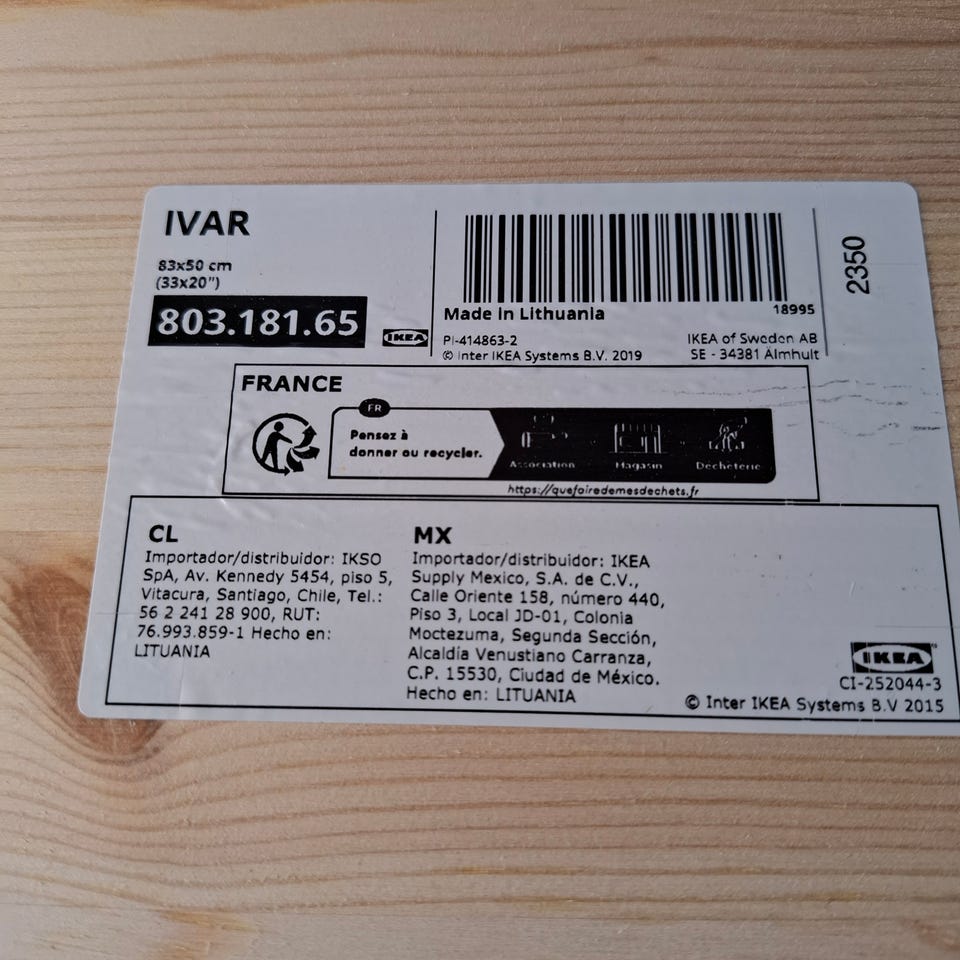 IVAR
83x50 cm
(33x20")
803.181.65
IKEA
Made in Lithuania
18995
PI-414863-2
© Inter IKEA Systems B.V. 2019
IKEA of Sweden AB
SE - 34381 Älmhult
2350
FRANCE
FR
Pensez à
donner ou recycler.
Association
Magasin
Déchèterie
https://quefairedemesdechets.fr
CL
Importador/distribuidor: IKSO
SpA, Av. Kennedy 5454, piso 5,
Vitacura, Santiago, Chile, Tel.:
56 2 241 28 900, RUT:
76.993.859-1 Hecho en:
LITUANIA
MX
Importador/distribuidor: IKEA
Supply Mexico, S.A. de C.V.,
Calle Oriente 158, número 440,
Piso 3, Local JD-01, Colonia
Moctezuma, Segunda Sección,
Alcaldía Venustiano Carranza,
C.P. 15530, Ciudad de México.
Hecho en: LITUANIA
IKEA
CI-252044-3
© Inter IKEA Systems B.V 2015